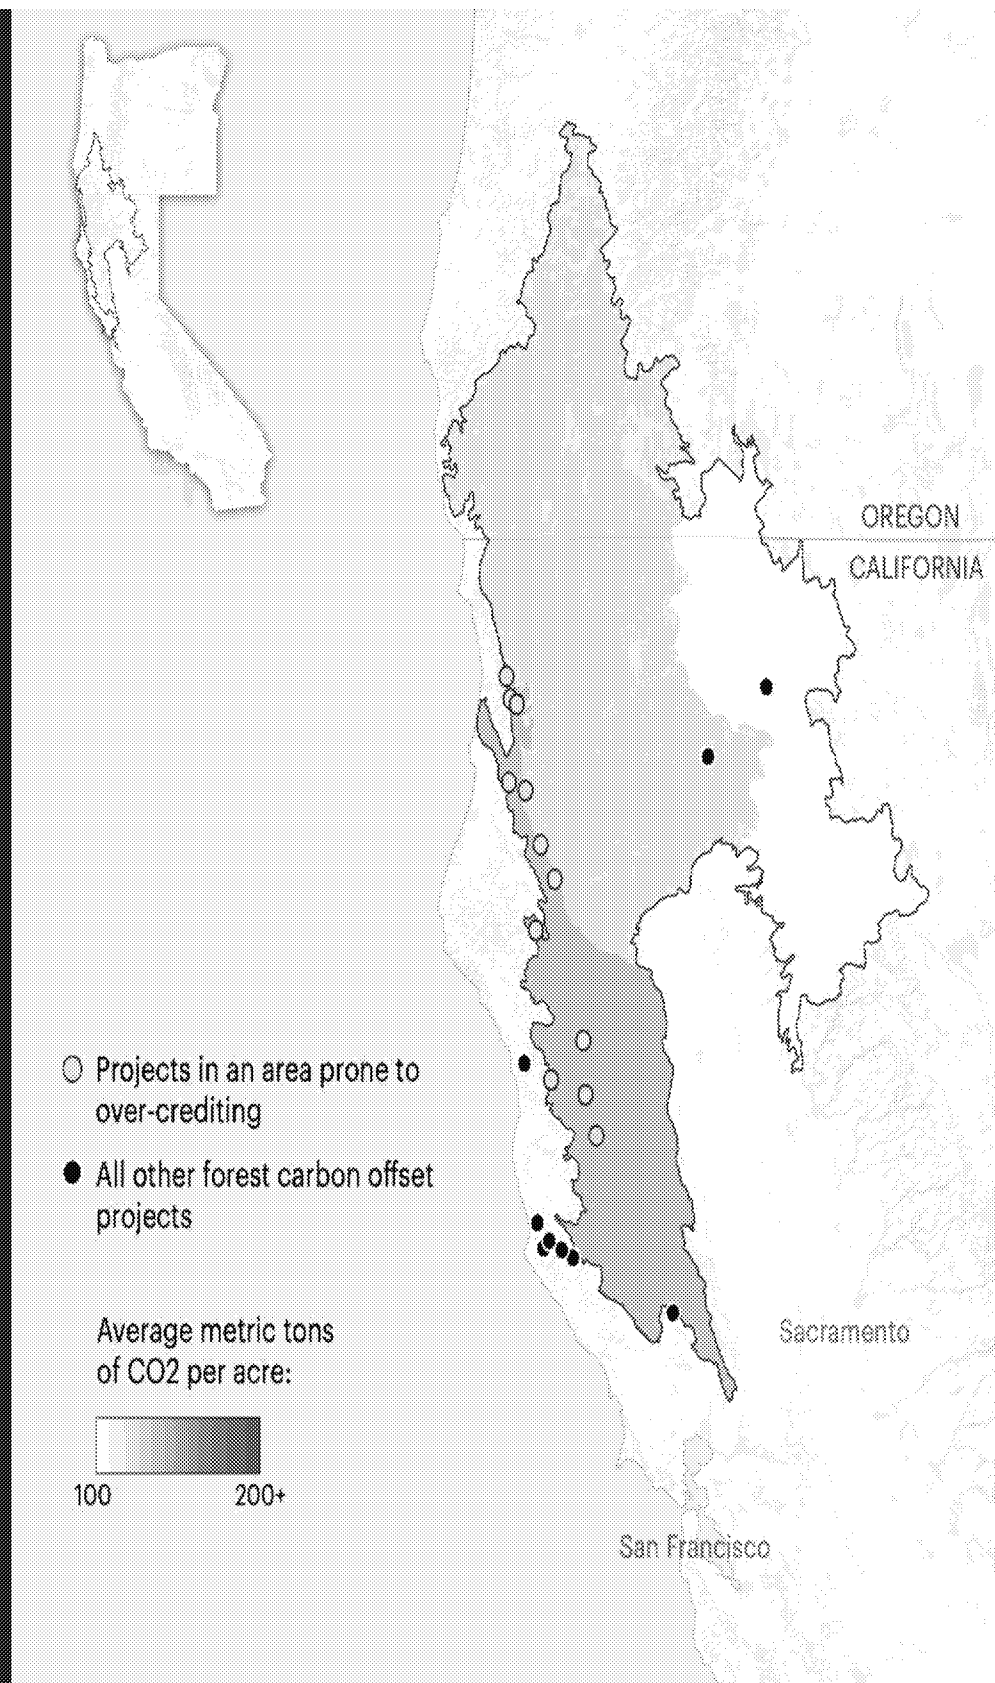 OREGON
CALIFORNIA
Projects in an area prone to
over-crediting
All other forest carbon offset
projects
Average metric tons
of CO2 per acre:
100 200+
Sacramento
San Francisco